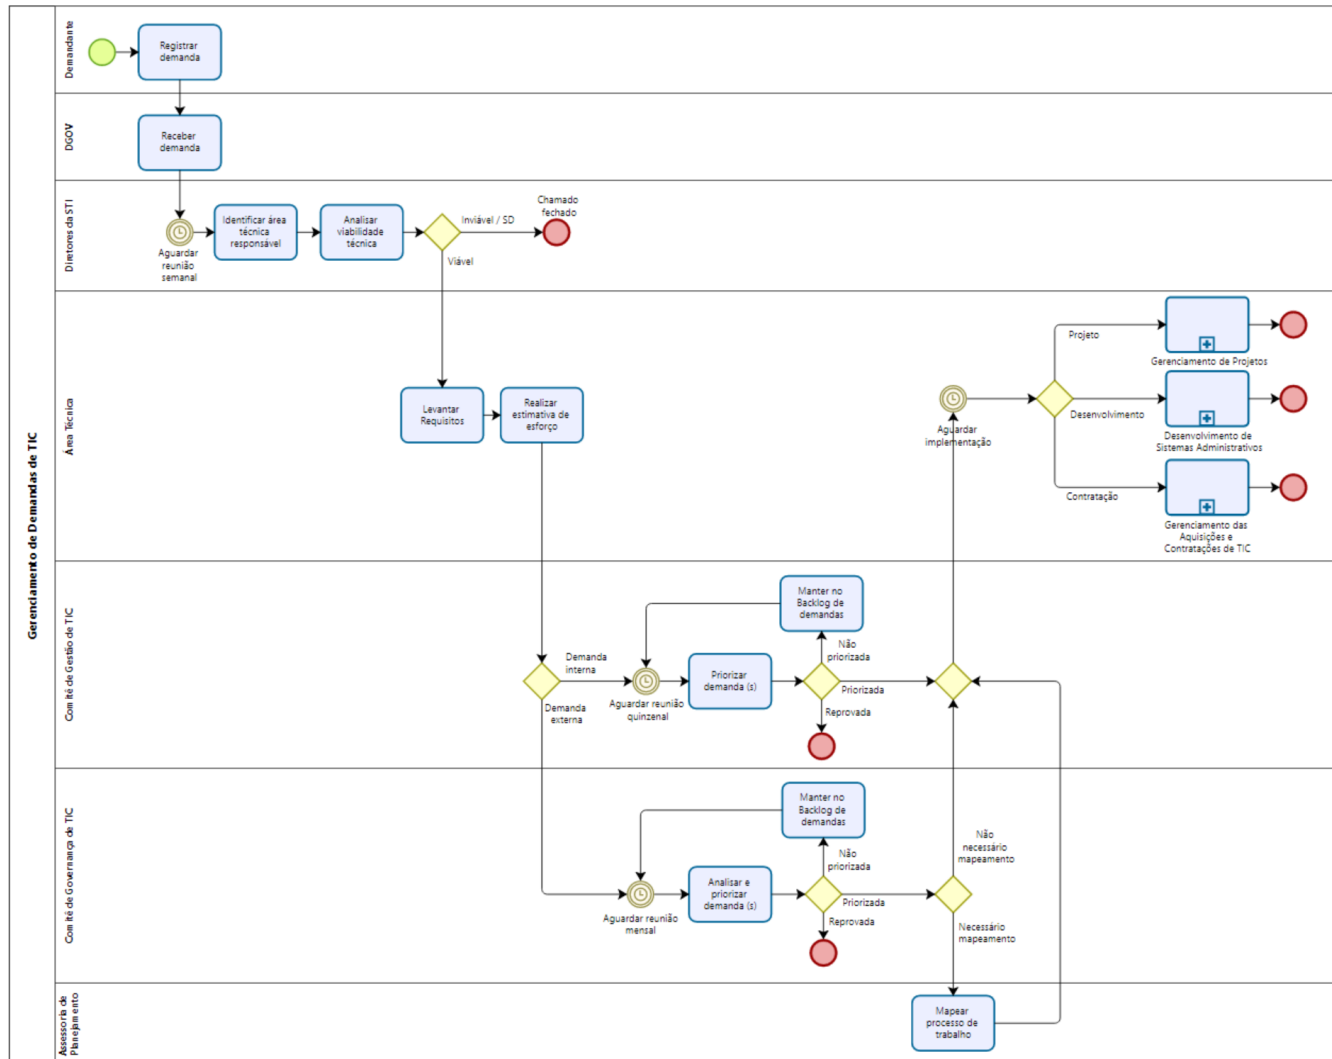 Gerenciamento de Demandas de TIC
Demandante
Registrar
demanda
DGOV
Receber
demanda
Diretores da STI
Aguardar
reunião
semanal
Identificar área
técnica
responsável
Analisar
viabilidade
técnica
Inviável / SD
Viável
Chamado
fechado
Área Técnica
Levantar
Requisitos
Realizar
estimativa de
esforço
Aguardar
implementação
Projeto
Desenvolvimento
Contratação
Gerenciamento de Projetos
Desenvolvimento de
Sistemas Administrativos
Gerenciamento das
Aquisições e
Contratações de TIC
Comitê de Gestão de TIC
Demanda
interna
Demanda
externa
Aguardar reunião
quinzenal
Priorizar
demanda (s)
Manter no
Backlog de
demandas
Não
priorizada
Priorizada
Reprovada
Comitê de Governança de TIC
Aguardar reunião
mensal
Analisar e
priorizar
demanda (s)
Manter no
Backlog de
demandas
Não
priorizada
Priorizada
Reprovada
Não
necessário
mapeamento
Necessário
mapeamento
Assessoria de
Planejamento
Mapear
processo de
trabalho